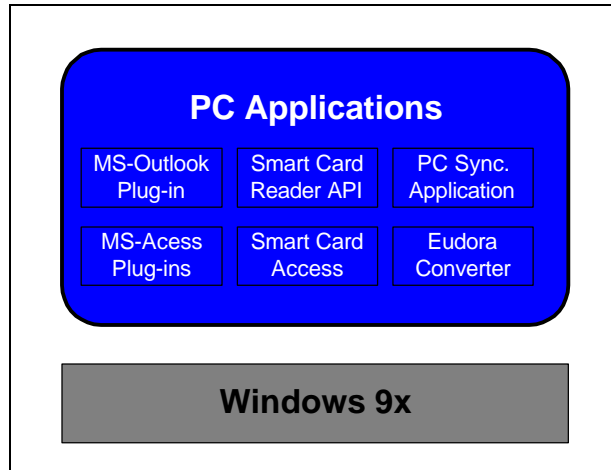 PC Applications
MS-Outlook
Plug-in
Smart Card
Reader API
PC Sync.
Application
MS-Acess
Plug-ins
Smart Card
Access
Eudora
Converter
Windows 9x